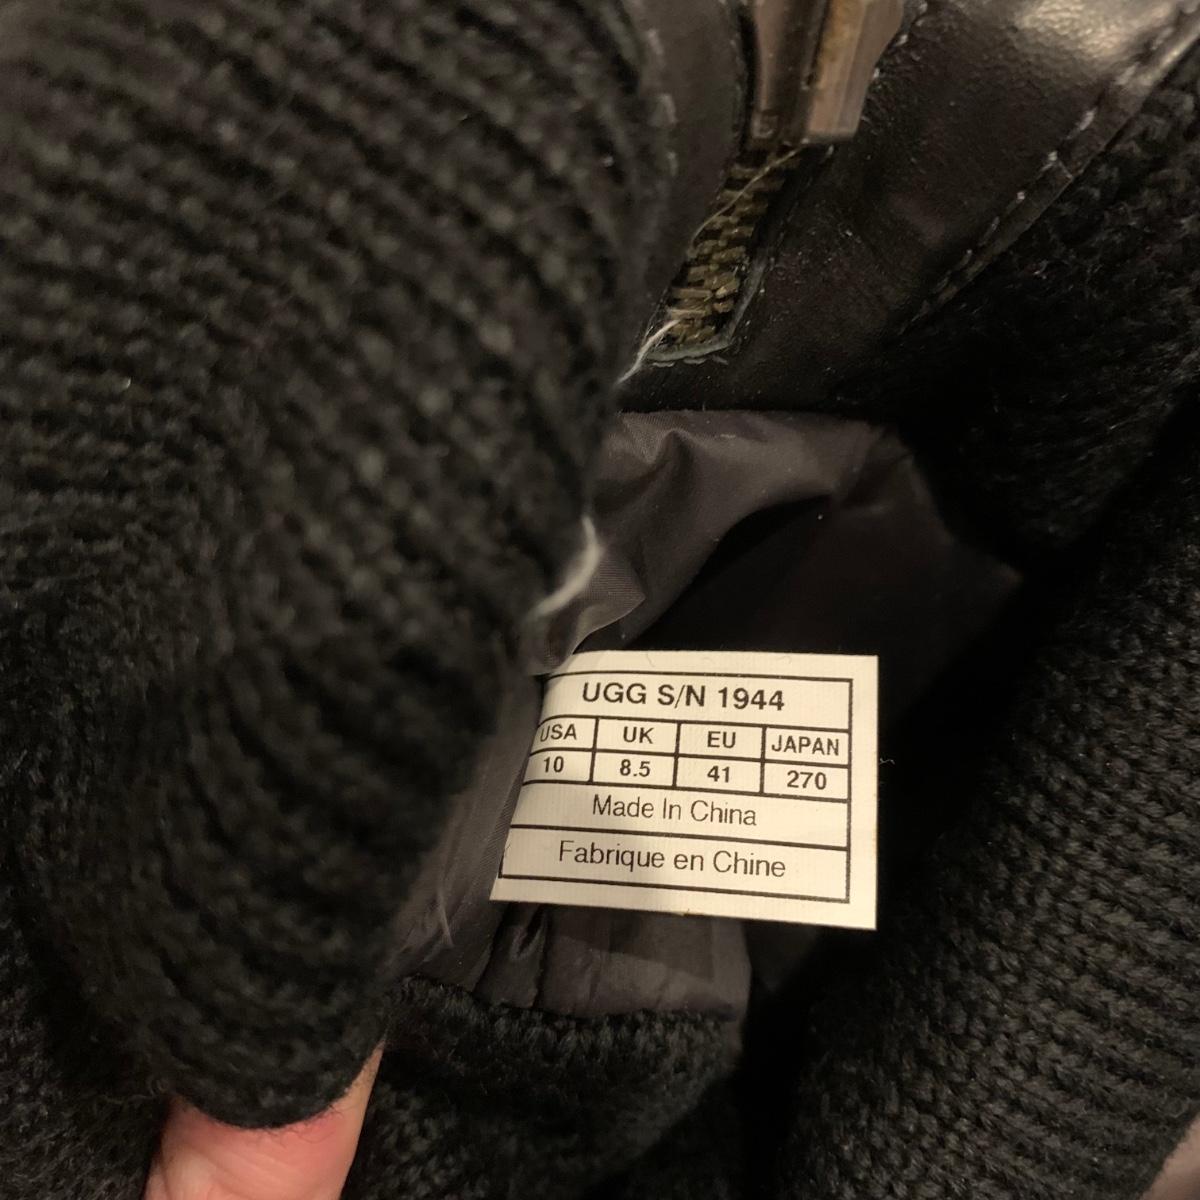 UGG S/N 1944
USA UK EU JAPAN
10 8.5 41 270
Made In China
Fabrique en Chine